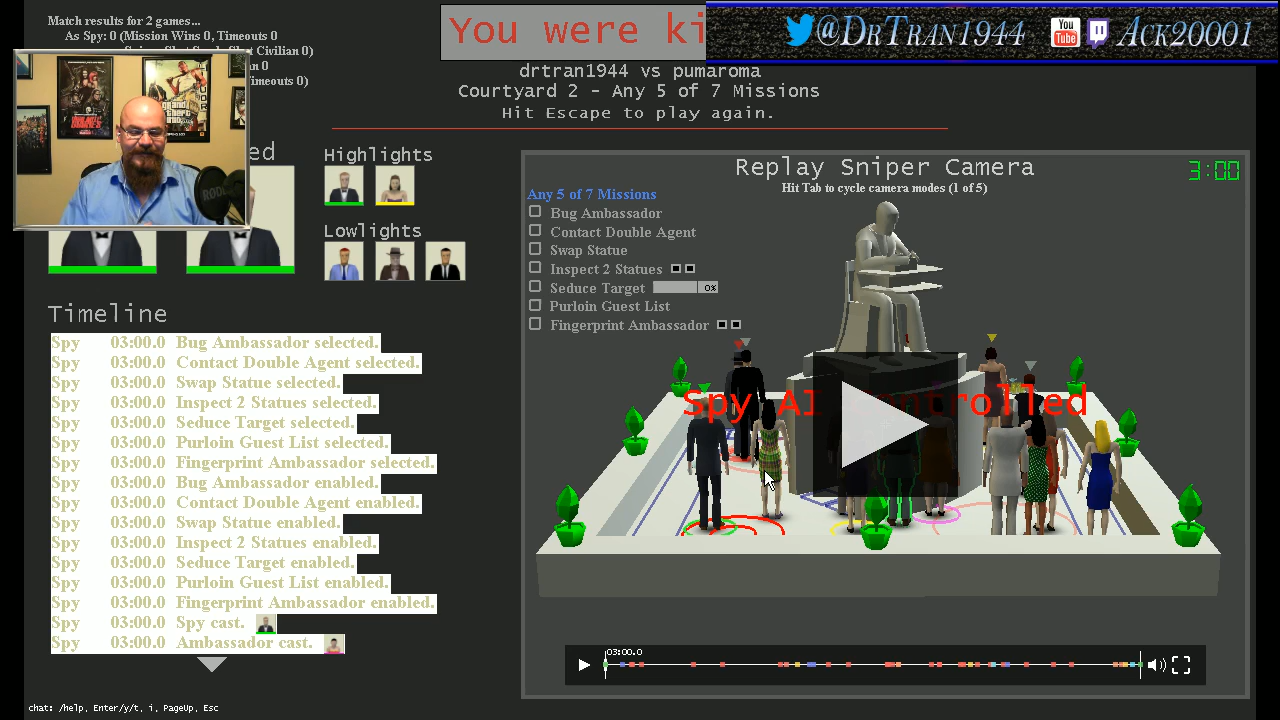 Match results for 2 games...
As Spy: 0 (Mission Wins 0, Timeouts 0
Civilian 0)
0
Timeouts 0)
You were ki
@DrTran1944
You Tube
Ack20001
drtran1944 vs pumaroma
Courtyard 2 - Any 5 of 7 Missions
Hit Escape to play again.
ed
Highlights
Lowlights
RODE
Replay Sniper Camera
Hit Tab to cycle camera modes (1 of 5)
3:00
Any 5 of 7 Missions
Bug Ambassador
Contact Double Agent
Swap Statue
Inspect 2 Statues
Seduce Target 0%
Purloin Guest List
Fingerprint Ambassador
Spy AI Controlled
Timeline
Spy 03:00.0 Bug Ambassador selected.
Spy 03:00.0 Contact Double Agent selected.
Spy 03:00.0 Swap Statue selected.
Spy 03:00.0 Inspect 2 Statues selected.
Spy 03:00.0 Seduce Target selected.
Spy 03:00.0 Purloin Guest List selected.
Spy 03:00.0 Fingerprint Ambassador selected.
Spy 03:00.0 Bug Ambassador enabled.
Spy 03:00.0 Contact Double Agent enabled.
Spy 03:00.0 Swap Statue enabled.
Spy 03:00.0 Inspect 2 Statues enabled.
Spy 03:00.0 Seduce Target enabled.
Spy 03:00.0 Purloin Guest List enabled.
Spy 03:00.0 Fingerprint Ambassador enabled.
Spy 03:00.0 Spy cast.
Spy 03:00.0 Ambassador cast.
03:00.0
chat: /help, Enter/y/t, i, PageUp, Esc